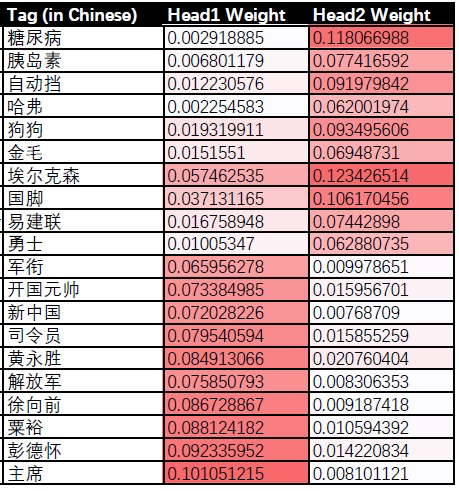 Tag (in Chinese) Head1 Weight Head2 Weight
糖尿病 0.002918885 0.118066988
胰岛素 0.006801179 0.077416592
自动挡 0.012230576 0.091979842
哈弗 0.002254583 0.062001974
狗狗 0.019319911 0.093495606
金毛 0.0151551 0.06948731
埃尔克森 0.057462535 0.123426514
国脚 0.037131165 0.106170456
易建联 0.016758948 0.07442898
勇士 0.01005347 0.062880735
军衔 0.065956278 0.009978651
开国元帅 0.073384985 0.015956701
新中国 0.072028226 0.00768709
司令员 0.079540594 0.015855259
黄永胜 0.084913066 0.020760404
解放军 0.075850793 0.008306353
徐向前 0.086728867 0.009187418
粟裕 0.088124182 0.010594392
彭德怀 0.092335952 0.014220834
主席 0.101051215 0.008101121